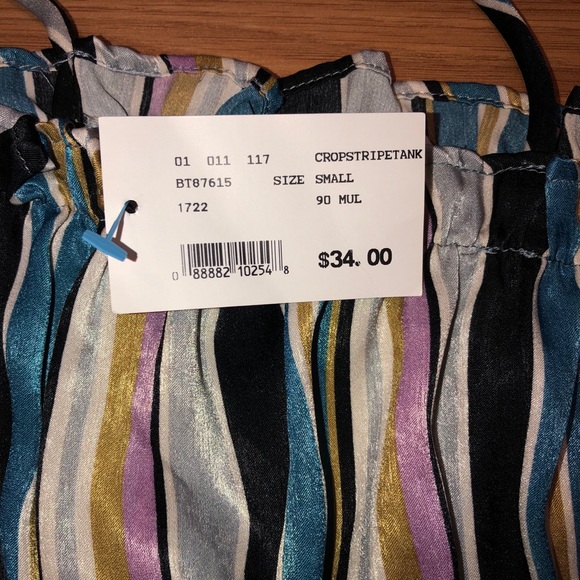 01 011 117 CROPSTRIPETANK
BT87615 SIZE SMALL
1722 90 MUL
0 88882 10254 8
$34.00